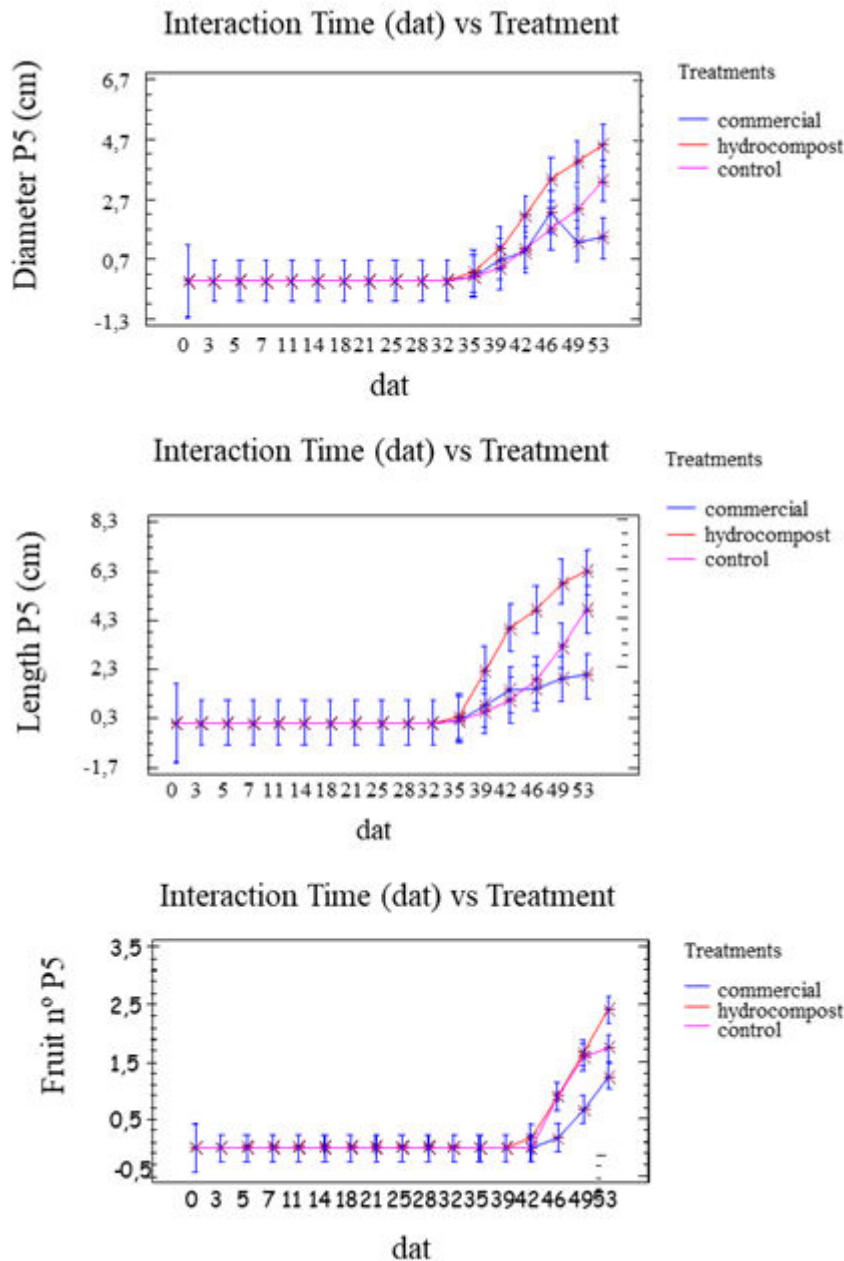 Interaction Time (dat) vs Treatment
Treatments
commercial
hydrocompost
control
Diameter P5 (cm)
6,7
4,7
2,7
0,7
-1,3
0 3 5 7 11 14 18 21 25 28 32 35 39 42 46 49 53
dat
Interaction Time (dat) vs Treatment
Treatments
commercial
hydrocompost
control
Length P5 (cm)
8,3
6,3
4,3
2,3
0,3
-1,7
0 3 5 7 11 14 18 21 25 28 32 35 39 42 46 49 53
dat
Interaction Time (dat) vs Treatment
Treatments
commercial
hydrocompost
control
Fruit nº P5
3,5
2,5
1,5
0,5
-0,5
0 3 5 7 11 14 18 21 25 28 32 35 39 42 46 49 53
dat